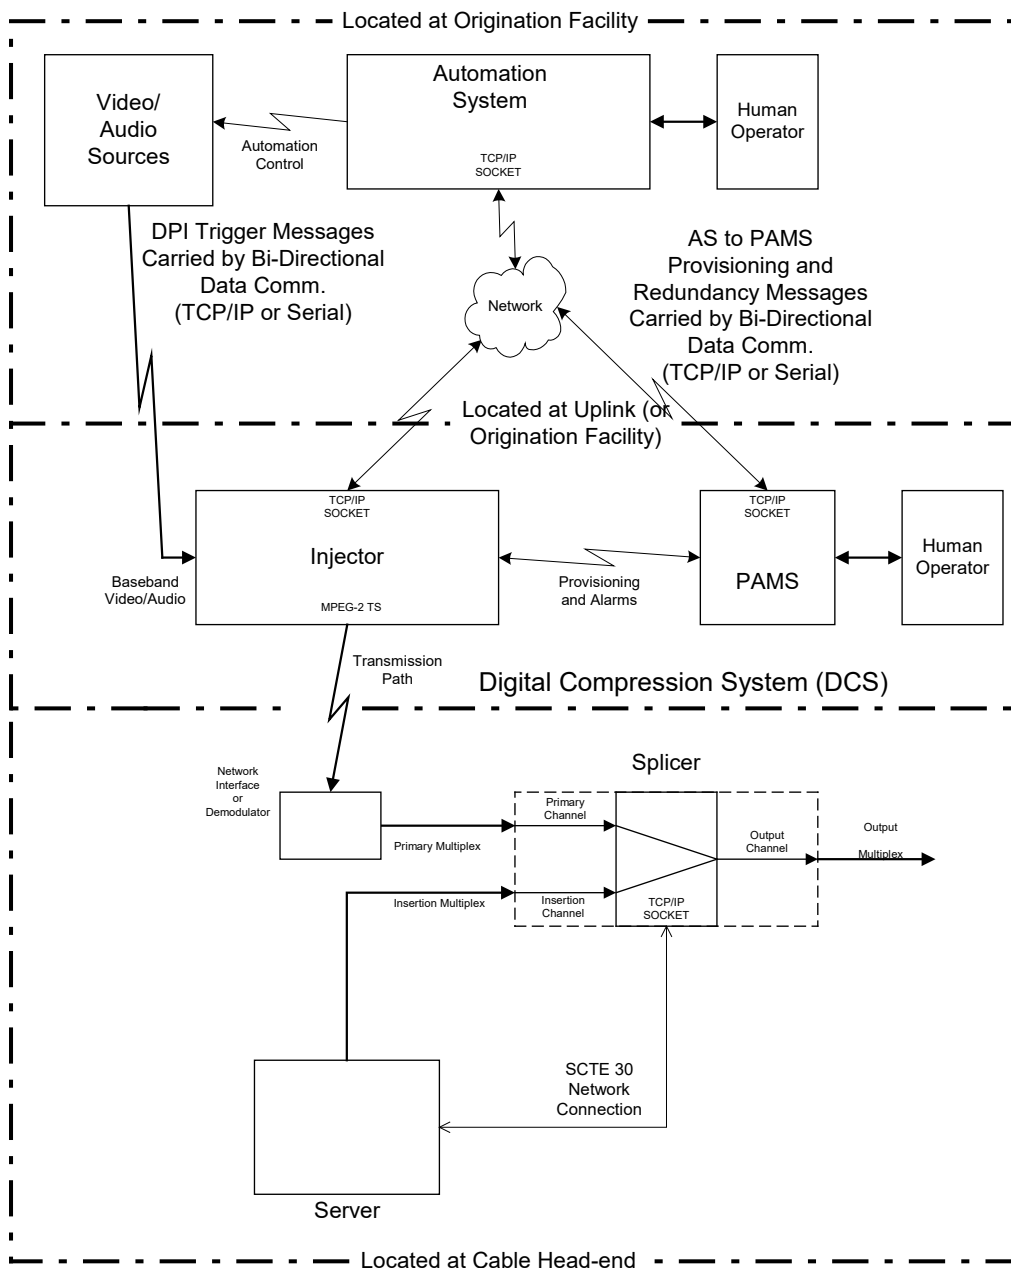 Located at Origination Facility
Video/
Audio
Sources
Automation
System
TCP/IP
SOCKET
Human
Operator
Automation
Control
DPI Trigger Messages
Carried by Bi-Directional
Data Comm.
(TCP/IP or Serial)
Network
AS to PAMS
Provisioning and
Redundancy Messages
Carried by Bi-Directional
Data Comm.
(TCP/IP or Serial)
Located at Uplink (or
Origination Facility)
TCP/IP
SOCKET
Injector
MPEG-2 TS
Baseband
Video/Audio
Provisioning
and Alarms
TCP/IP
SOCKET
PAMS
Human
Operator
Transmission
Path
Digital Compression System (DCS)
Network
Interface
or
Demodulator
Primary Multiplex
Insertion Multiplex
Splicer
Primary
Channel
Insertion
Channel
TCP/IP
SOCKET
Output
Channel
Output
Multiplex
SCTE 30
Network
Connection
Server
Located at Cable Head-end